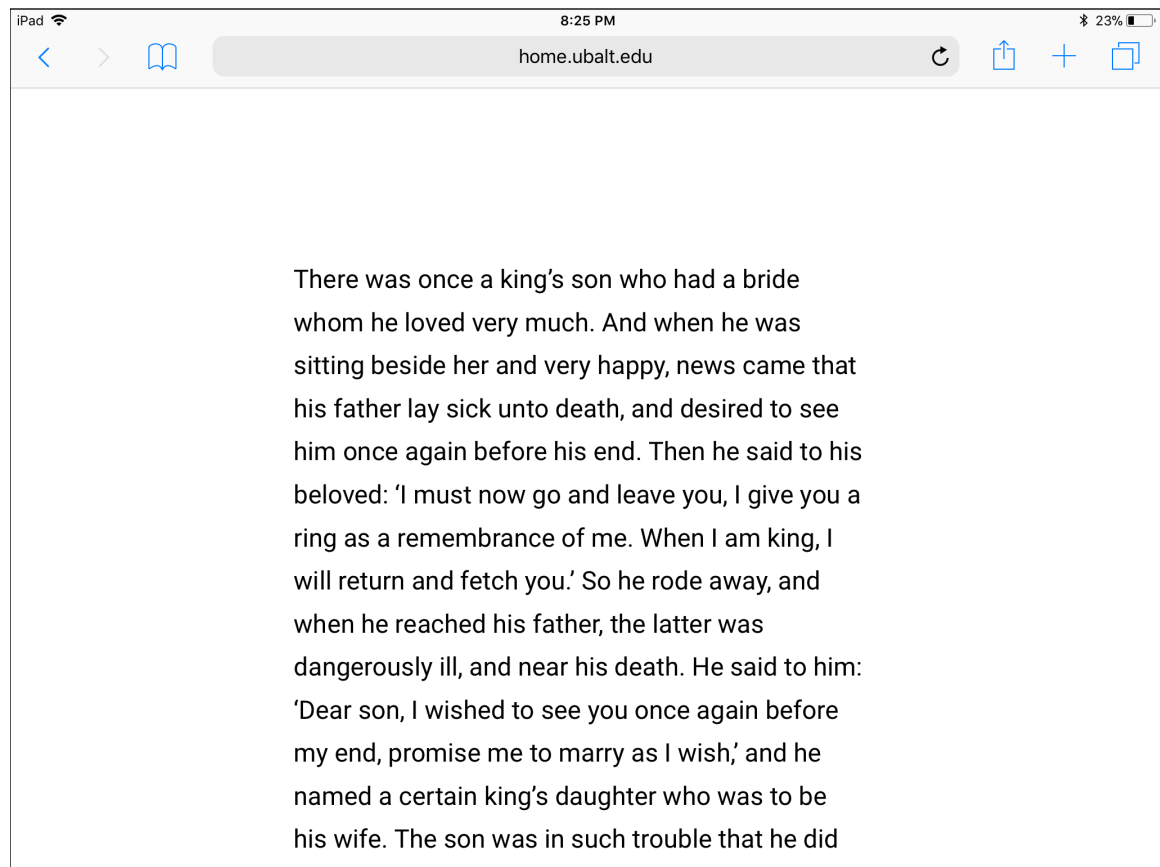 iPad
8:25 PM
23%
home.ubalt.edu
There was once a king’s son who had a bride
whom he loved very much. And when he was
sitting beside her and very happy, news came that
his father lay sick unto death, and desired to see
him once again before his end. Then he said to his
beloved: ‘I must now go and leave you, I give you a
ring as a remembrance of me. When I am king, I
will return and fetch you.’ So he rode away, and
when he reached his father, the latter was
dangerously ill, and near his death. He said to him:
‘Dear son, I wished to see you once again before
my end, promise me to marry as I wish,’ and he
named a certain king’s daughter who was to be
his wife. The son was in such trouble that he did